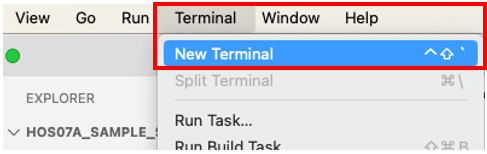 View Go Run Terminal Window Help
New Terminal ^⇧`
Split Terminal ⌘\
EXPLORER
Run Task...
HOS07A_SAMPLE_S
Run Build Task ⇧⌘B